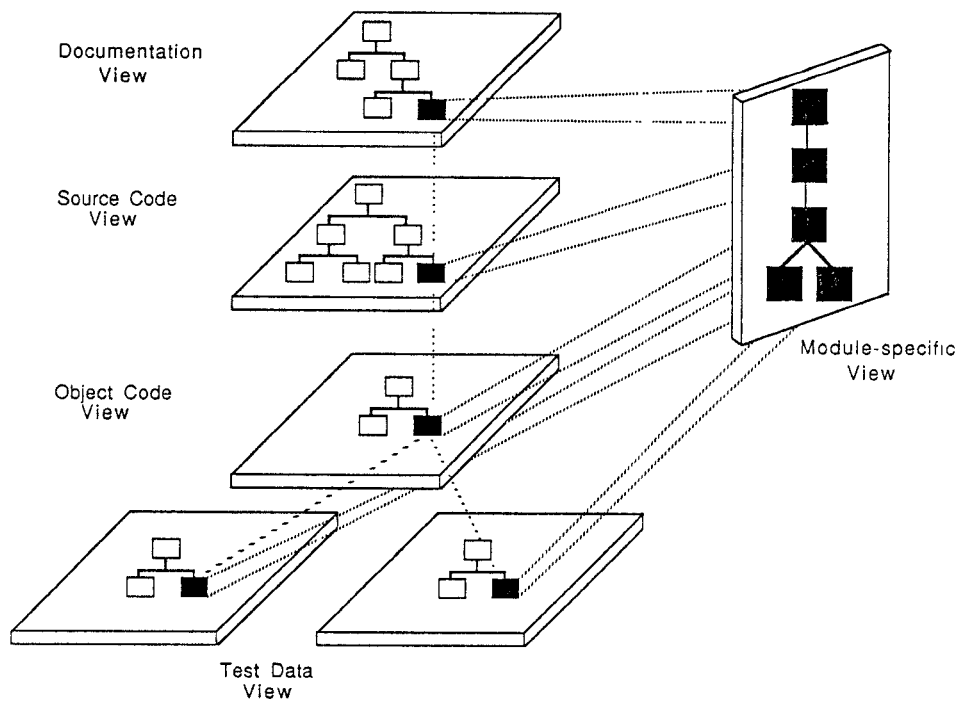 Documentation
View
Source Code
View
Object Code
View
Module-specific
View
Test Data
View